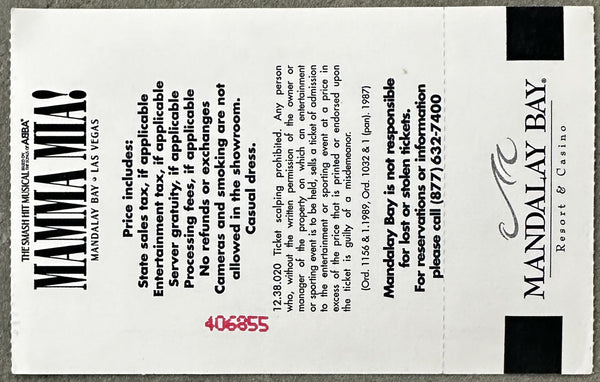 THE SMASH HIT MUSICAL BASED ON THE SONGS OF ABBA®
MAMMA MIA!
MANDALAY BAY • LAS VEGAS
Price includes:
State sales tax, if applicable
Entertainment tax, if applicable
Server gratuity, if applicable
Processing fees, if applicable
No refunds or exchanges
Cameras and smoking are not
allowed in the showroom.
Casual dress.
406855
12.38.020 Ticket scalping prohibited. Any person
who, without the written permission of the owner or
manager of the property on which an entertainment
or sporting event is to be held, sells a ticket of admission
to the entertainment or sporting event at a price in
excess of the price that is printed or endorsed upon
the ticket is guilty of a misdemeanor.
(Ord. 1156 & 1.1989, Ord. 1032 & 1 (pan). 1987)
Mandalay Bay is not responsible
for lost or stolen tickets.
For reservations or information
please call (877) 632-7400
MANDALAY BAY®
Resort & Casino